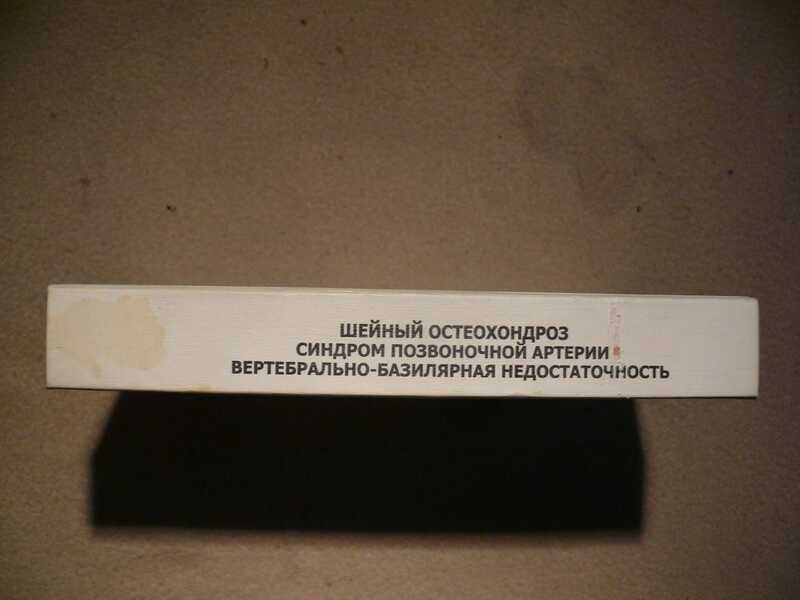 ШЕЙНЫЙ ОСТЕОХОНДРОЗ
СИНДРОМ ПОЗВОНОЧНОЙ АРТЕРИИ
ВЕРТЕБРАЛЬНО-БАЗИЛЯРНАЯ НЕДОСТАТОЧНОСТЬ